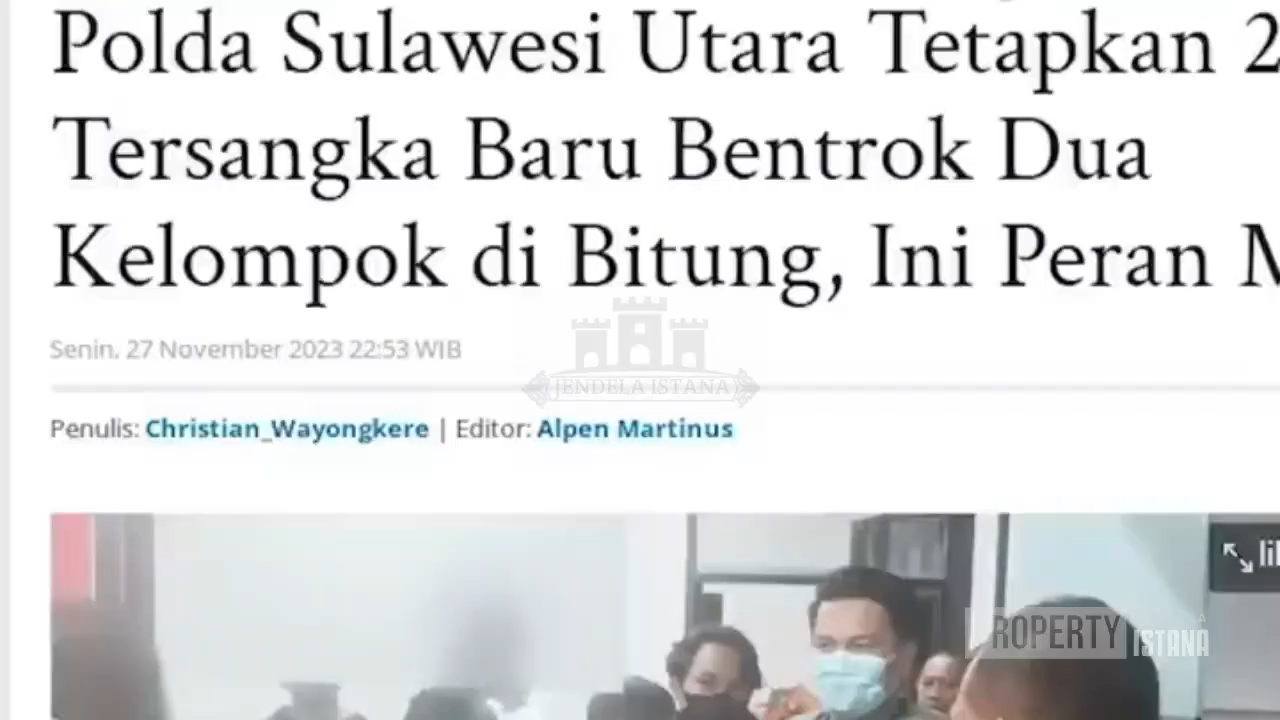 Polda Sulawesi Utara Tetapkan 2
Tersangka Baru Bentrok Dua
Kelompok di Bitung, Ini Peran M
Senin, 27 November 2023 22:53 WIB
JENDELA ISTANA
Penulis: Christian_Wayongkere | Editor: Alpen Martinus
ROPERTY ISTANA